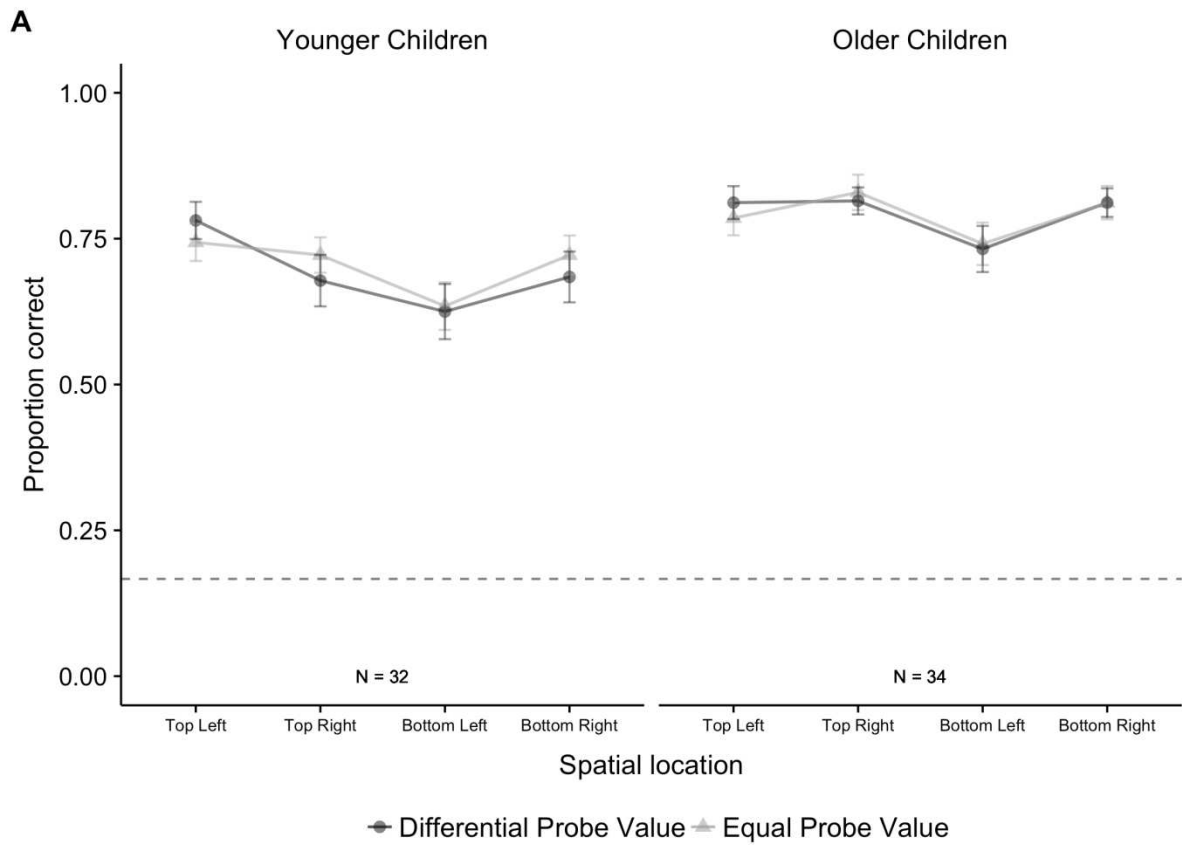 A
Younger Children
Older Children
Proportion correct
1.00
0.75
0.50
0.25
0.00
N = 32
N = 34
Top Left Top Right Bottom Left Bottom Right
Top Left Top Right Bottom Left Bottom Right
Spatial location
Differential Probe Value Equal Probe Value